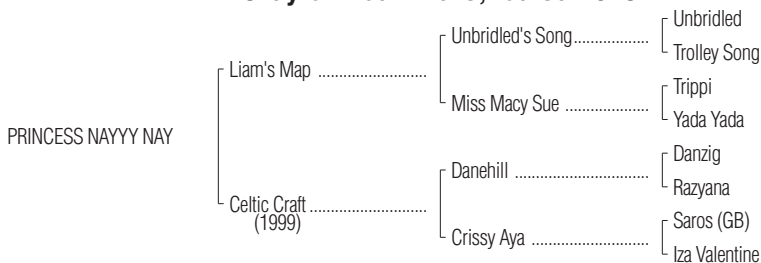 Unbridled
Unbridled's Song
Trolley Song
Liam's Map
Trippi
Miss Macy Sue
Yada Yada
PRINCESS NAYYY NAY
Danzig
Danehill
Razyana
Celtic Craft
(1999)
Saros (GB)
Crissy Aya
Iza Valentine